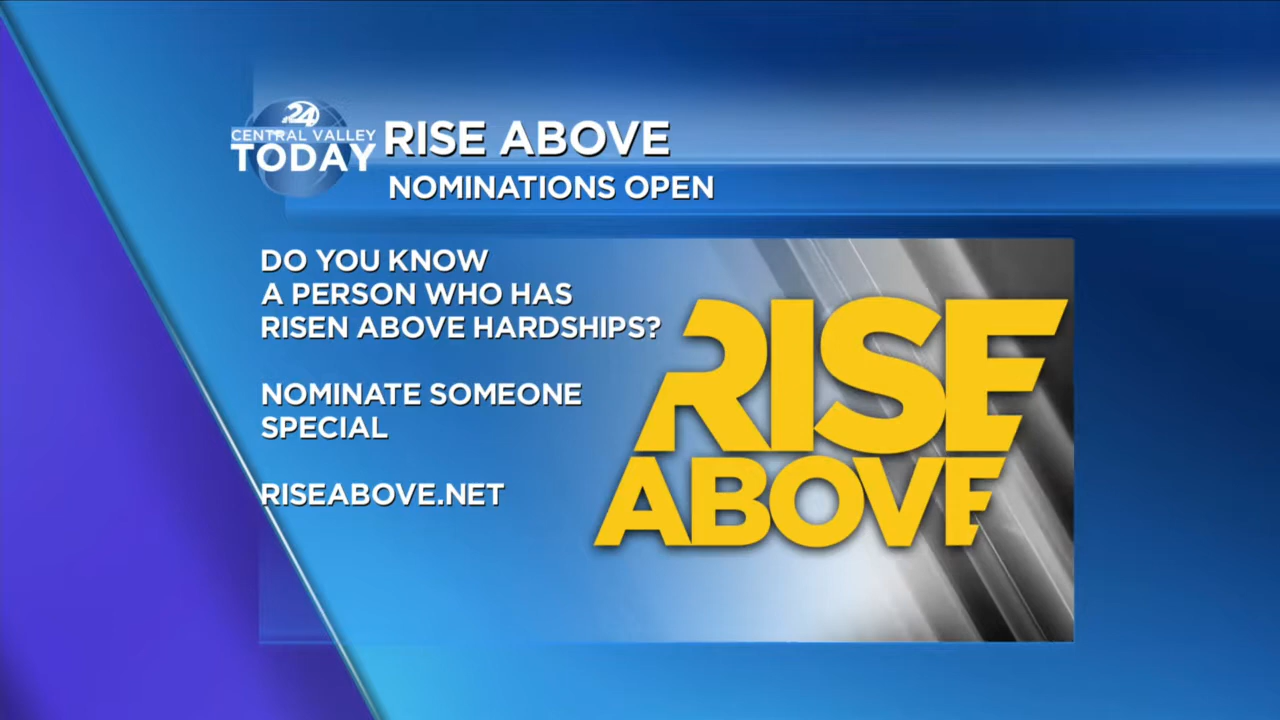 24
CENTRAL VALLEY
TODAY
RISE ABOVE
NOMINATIONS OPEN
DO YOU KNOW
A PERSON WHO HAS
RISEN ABOVE HARDSHIPS?
NOMINATE SOMEONE
SPECIAL
RISEABOVE.NET
RISE
ABOVE